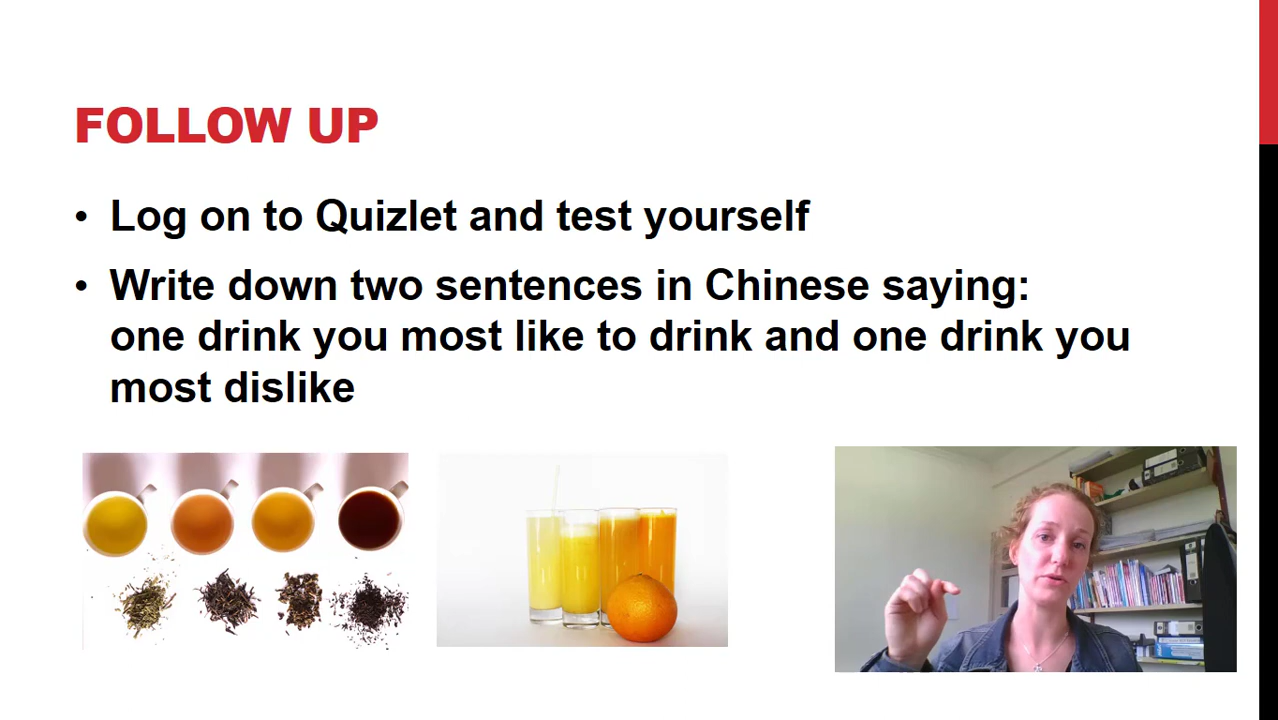 FOLLOW UP
• Log on to Quizlet and test yourself
• Write down two sentences in Chinese saying:
one drink you most like to drink and one drink you
most dislike